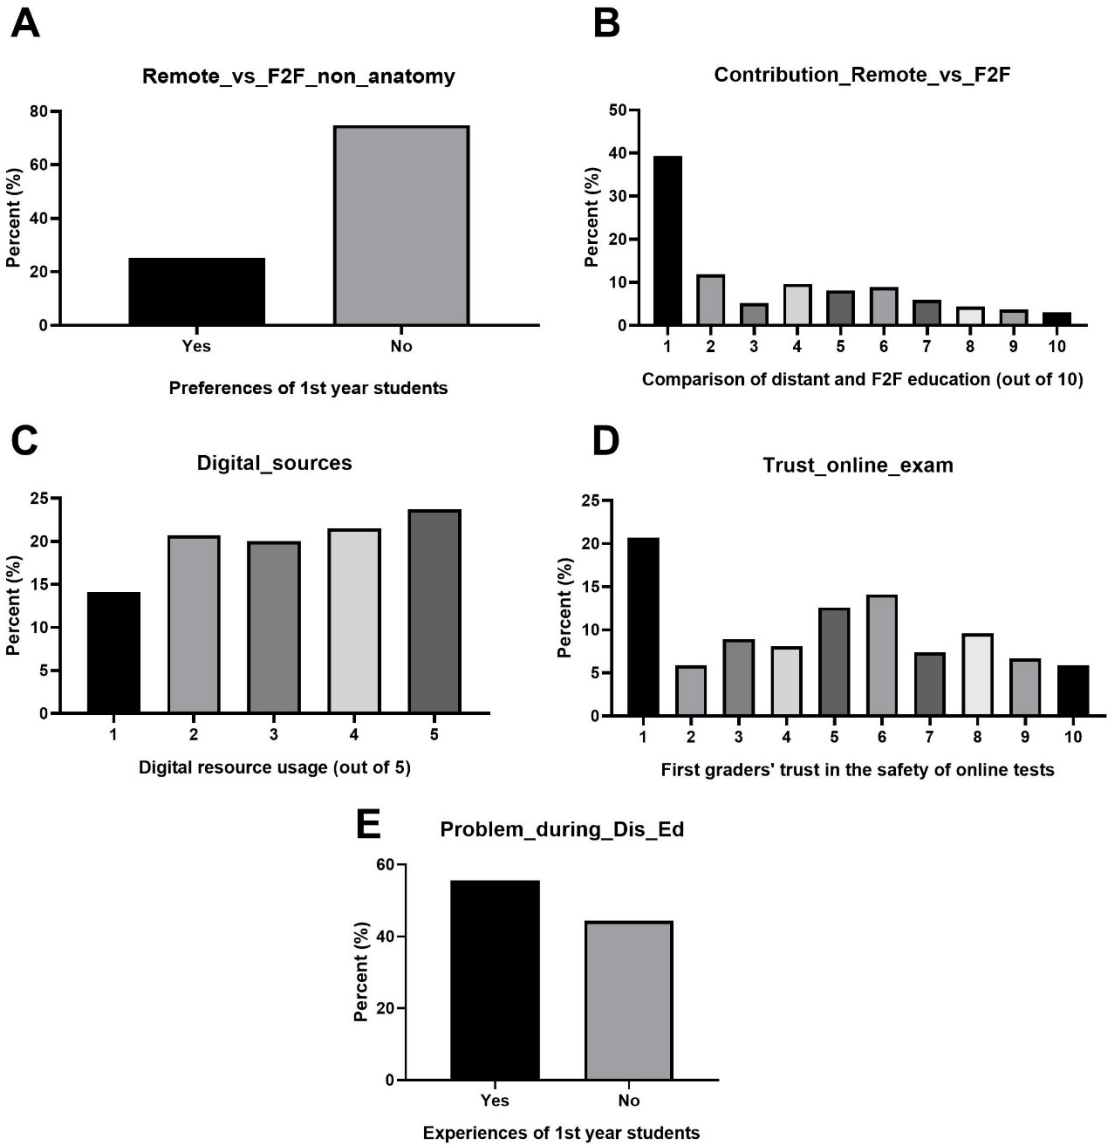 A
Remote_vs_F2F_non_anatomy
Percent (%)
80
60
40
20
0
Yes No
Preferences of 1st year students
B
Contribution_Remote_vs_F2F
Percent (%)
50
40
30
20
10
0
1 2 3 4 5 6 7 8 9 10
Comparison of distant and F2F education (out of 10)
C
Digital_sources
Percent (%)
25
20
15
10
5
0
1 2 3 4 5
Digital resource usage (out of 5)
D
Trust_online_exam
Percent (%)
25
20
15
10
5
0
1 2 3 4 5 6 7 8 9 10
First graders' trust in the safety of online tests
E
Problem_during_Dis_Ed
Percent (%)
60
40
20
0
Yes No
Experiences of 1st year students